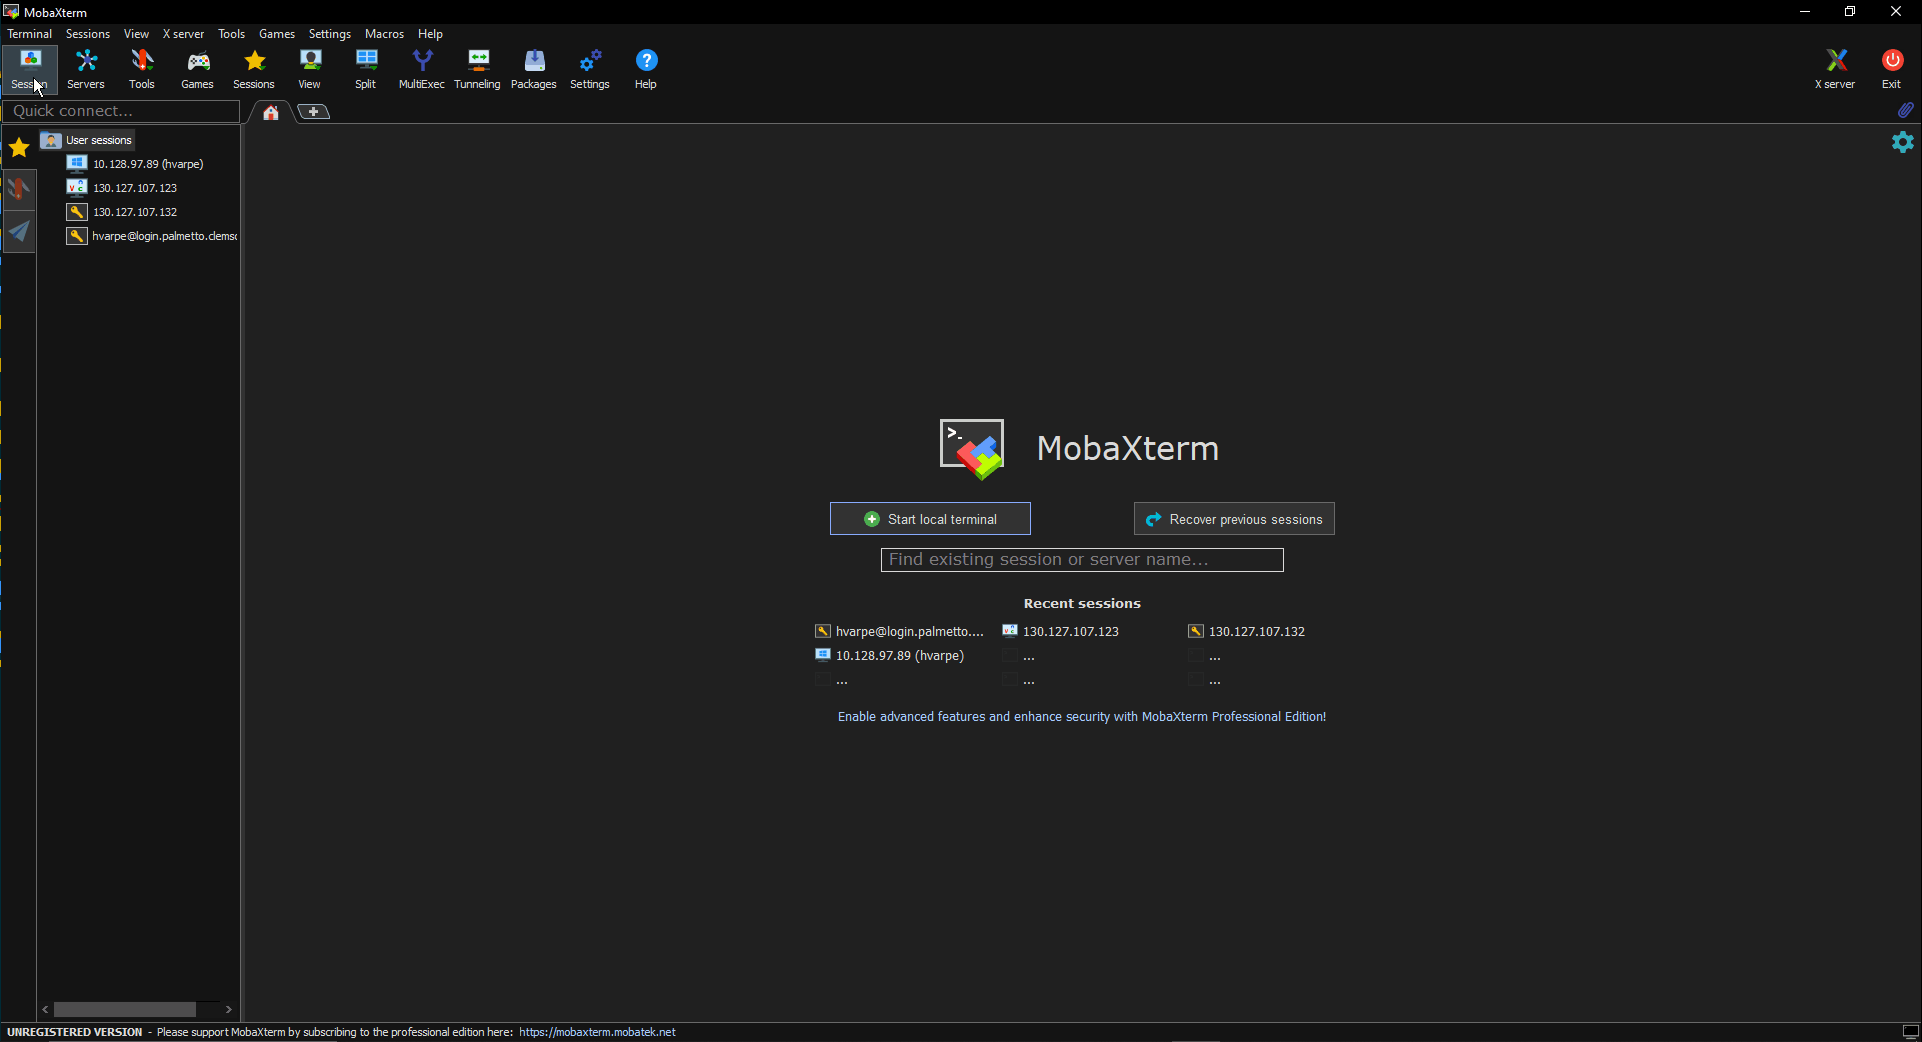 MobaXterm
Terminal Sessions View X server Tools Games Settings Macros Help
Session Servers Tools Games Sessions View Split MultiExec Tunneling Packages Settings Help X server Exit
Quick connect...
User sessions
10.128.97.89 (hvarpe)
130.127.107.123
130.127.107.132
hvarpe@login.palmetto.clemso
>_
MobaXterm
Start local terminal
Recover previous sessions
Find existing session or server name...
Recent sessions
hvarpe@login.palmetto.... 130.127.107.123 130.127.107.132
10.128.97.89 (hvarpe) ... ...
... ... ...
Enable advanced features and enhance security with MobaXterm Professional Edition!
UNREGISTERED VERSION - Please support MobaXterm by subscribing to the professional edition here: https://mobaxterm.mobatek.net